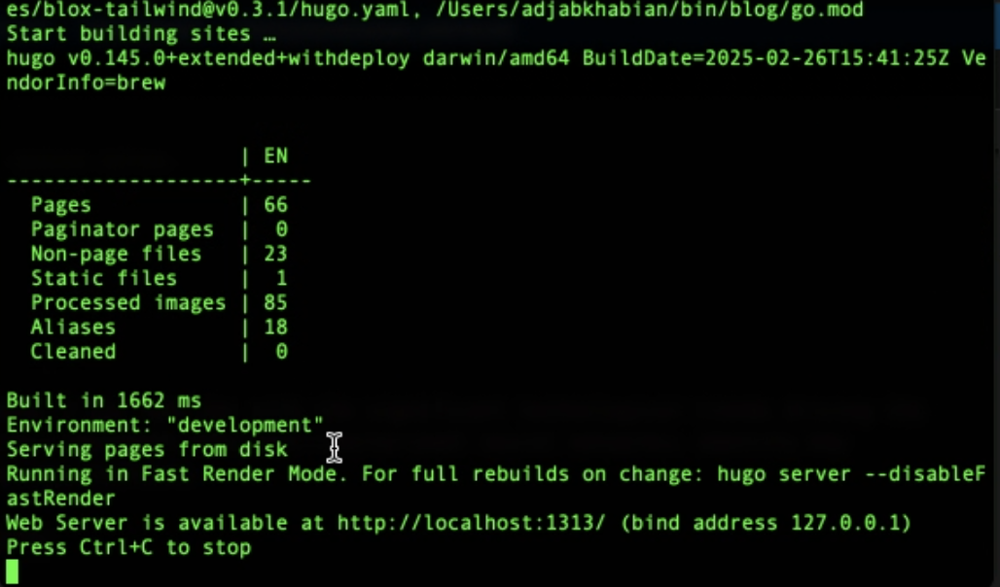 es/blox-tailwind@v0.3.1/hugo.yaml, /Users/adjabkhabian/bin/blog/go.mod
Start building sites …
hugo v0.145.0+extended+withdeploy darwin/amd64 BuildDate=2025-02-26T15:41:25Z Ve
ndorInfo=brew
| EN
-------------------+-----
Pages | 66
Paginator pages | 0
Non-page files | 23
Static files | 1
Processed images | 85
Aliases | 18
Cleaned | 0
Built in 1662 ms
Environment: "development"
Serving pages from disk
Running in Fast Render Mode. For full rebuilds on change: hugo server --disableF
astRender
Web Server is available at http://localhost:1313/ (bind address 127.0.0.1)
Press Ctrl+C to stop